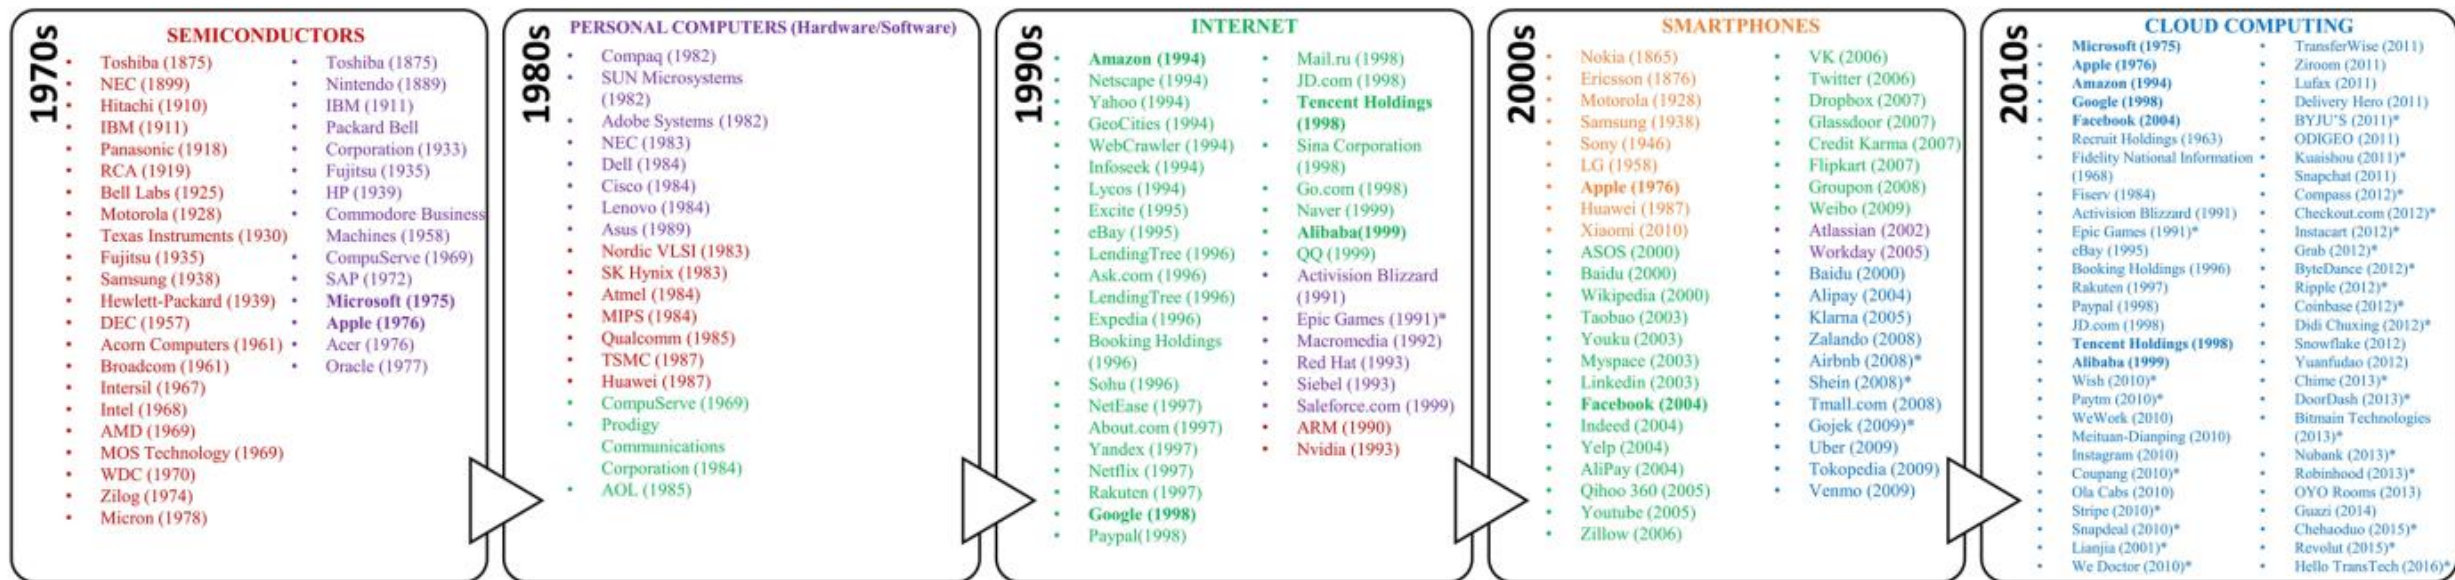 1970s
SEMICONDUCTORS
• Toshiba (1875)
• NEC (1899)
• Hitachi (1910)
• IBM (1911)
• Panasonic (1918)
• RCA (1919)
• Bell Labs (1925)
• Motorola (1928)
• Texas Instruments (1930)
• Fujitsu (1935)
• Samsung (1938)
• Hewlett-Packard (1939)
• DEC (1957)
• Acorn Computers (1961)
• Broadcom (1961)
• Intersil (1967)
• Intel (1968)
• AMD (1969)
• MOS Technology (1969)
• WDC (1970)
• Zilog (1974)
• Micron (1978)
• Toshiba (1875)
• Nintendo (1889)
• IBM (1911)
• Packard Bell
Corporation (1933)
• Fujitsu (1935)
• HP (1939)
• Commodore Business
Machines (1958)
• CompuServe (1969)
• SAP (1972)
• Microsoft (1975)
• Apple (1976)
• Acer (1976)
• Oracle (1977)
1980s
PERSONAL COMPUTERS (Hardware/Software)
• Compaq (1982)
• SUN Microsystems
(1982)
• Adobe Systems (1982)
• NEC (1983)
• Dell (1984)
• Cisco (1984)
• Lenovo (1984)
• Asus (1989)
• Nordic VLSI (1983)
• SK Hynix (1983)
• Atmel (1984)
• MIPS (1984)
• Qualcomm (1985)
• TSMC (1987)
• Huawei (1987)
• CompuServe (1969)
• Prodigy
Communications
Corporation (1984)
• AOL (1985)
1990s
INTERNET
• Amazon (1994)
• Netscape (1994)
• Yahoo (1994)
• GeoCities (1994)
• WebCrawler (1994)
• Infoseek (1994)
• Lycos (1994)
• Excite (1995)
• eBay (1995)
• LendingTree (1996)
• Ask.com (1996)
• LendingTree (1996)
• Expedia (1996)
• Booking Holdings
(1996)
• Sohu (1996)
• NetEase (1997)
• About.com (1997)
• Yandex (1997)
• Netflix (1997)
• Rakuten (1997)
• Google (1998)
• Paypal(1998)
• Mail.ru (1998)
• JD.com (1998)
• Tencent Holdings
(1998)
• Sina Corporation
(1998)
• Go.com (1998)
• Naver (1999)
• Alibaba(1999)
• QQ (1999)
• Activision Blizzard
(1991)
• Epic Games (1991)*
• Macromedia (1992)
• Red Hat (1993)
• Siebel (1993)
• Saleforce.com (1999)
• ARM (1990)
• Nvidia (1993)
2000s
SMARTPHONES
• Nokia (1865)
• Ericsson (1876)
• Motorola (1928)
• Samsung (1938)
• Sony (1946)
• LG (1958)
• Apple (1976)
• Huawei (1987)
• Xiaomi (2010)
• ASOS (2000)
• Baidu (2000)
• Wikipedia (2000)
• Taobao (2003)
• Youku (2003)
• Myspace (2003)
• Linkedin (2003)
• Facebook (2004)
• Indeed (2004)
• Yelp (2004)
• AliPay (2004)
• Qihoo 360 (2005)
• Youtube (2005)
• Zillow (2006)
• VK (2006)
• Twitter (2006)
• Dropbox (2007)
• Glassdoor (2007)
• Credit Karma (2007)
• Flipkart (2007)
• Groupon (2008)
• Weibo (2009)
• Atlassian (2002)
• Workday (2005)
• Baidu (2000)
• Alipay (2004)
• Klarna (2005)
• Zalando (2008)
• Airbnb (2008)*
• Shein (2008)*
• Tmall.com (2008)
• Gojek (2009)*
• Uber (2009)
• Tokopedia (2009)
• Venmo (2009)
2010s
CLOUD COMPUTING
• Microsoft (1975)
• Apple (1976)
• Amazon (1994)
• Google (1998)
• Facebook (2004)
• Recruit Holdings (1963)
• Fidelity National Information
(1968)
• Fiserv (1984)
• Activision Blizzard (1991)
• Epic Games (1991)*
• eBay (1995)
• Booking Holdings (1996)
• Rakuten (1997)
• Paypal (1998)
• JD.com (1998)
• Tencent Holdings (1998)
• Alibaba (1999)
• Wish (2010)*
• Paytm (2010)*
• WeWork (2010)
• Meituan-Dianping (2010)
• Instagram (2010)
• Coupang (2010)*
• Ola Cabs (2010)
• Stripe (2010)*
• Snapdeal (2010)*
• Lianjia (2001)*
• We Doctor (2010)*
• TransferWise (2011)
• Ziroom (2011)
• Lufax (2011)
• Delivery Hero (2011)
• BYJU'S (2011)*
• ODIGEO (2011)
• Kuaishou (2011)*
• Snapchat (2011)
• Compass (2012)*
• Checkout.com (2012)*
• Instacart (2012)*
• Grab (2012)*
• ByteDance (2012)*
• Ripple (2012)*
• Coinbase (2012)*
• Didi Chuxing (2012)*
• Snowflake (2012)
• Yuanfudao (2012)
• Chime (2013)*
• DoorDash (2013)*
• Bitmain Technologies
(2013)*
• Nubank (2013)*
• Robinhood (2013)*
• OYO Rooms (2013)
• Guazi (2014)
• Chehaoduo (2015)*
• Revolut (2015)*
• Hello TransTech (2016)*